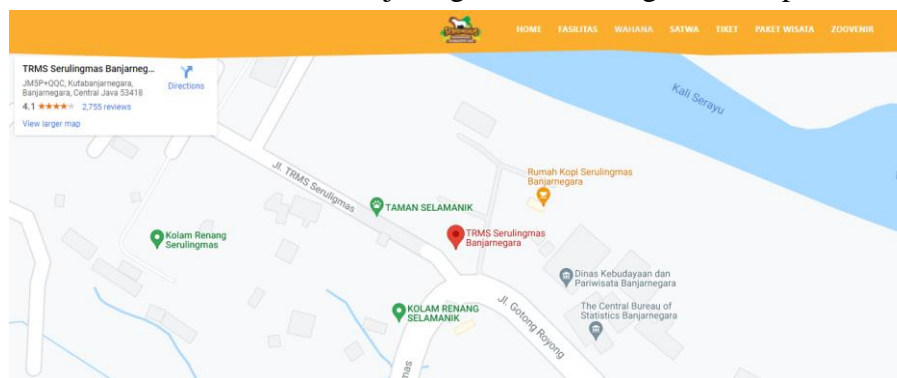 HOME FASILITAS WAHANA SATWA TIKET PAKET WISATA ZOOVENIR
TRMS Serulingmas Banjarneg...
Directions
JM5P+QQC, Kutabanjarnegara,
Banjarnegara, Central Java 53418
4.1 2,755 reviews
View larger map
Kali Serayu
Jl. TRMS Seruligmas
Rumah Kopi Serulingmas
Banjarnegara
TAMAN SELAMANIK
Kolam Renang
Serulingmas
TRMS Serulingmas
Banjarnegara
Dinas Kebudayaan dan
Pariwisata Banjarnegara
KOLAM RENANG
SELAMANIK
Jl. Gotong Royong
The Central Bureau of
Statistics Banjarnegara